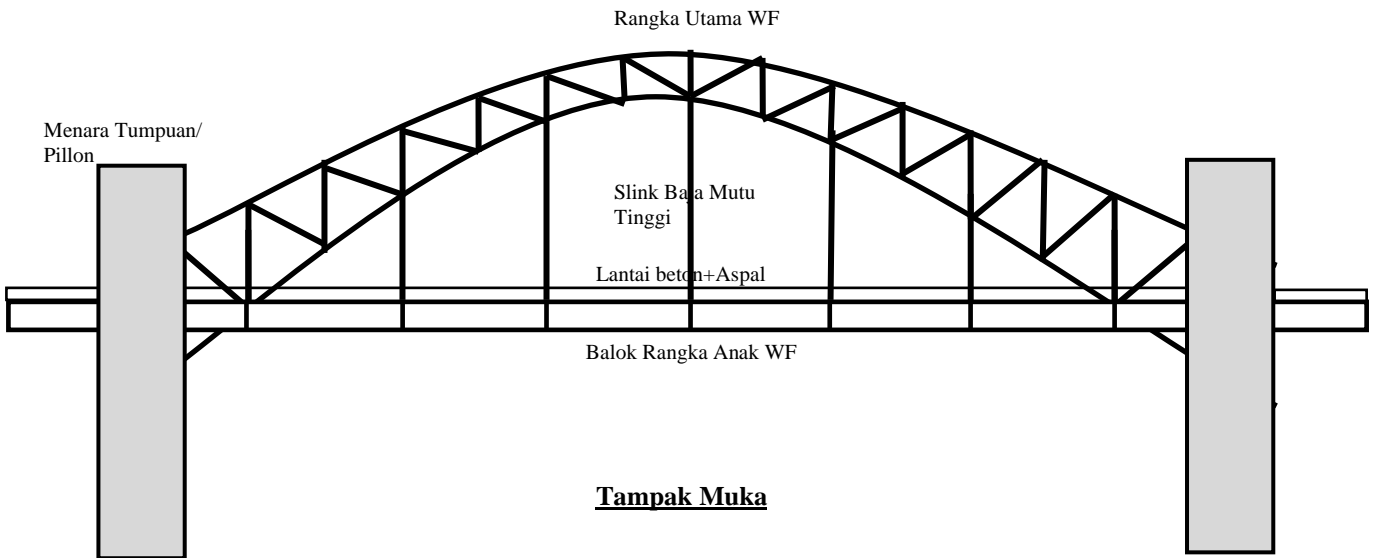 Rangka Utama WF
Menara Tumpuan/
Pillon
Slink Baja Mutu
Tinggi
Lantai beton+Aspal
Balok Rangka Anak WF
Tampak Muka